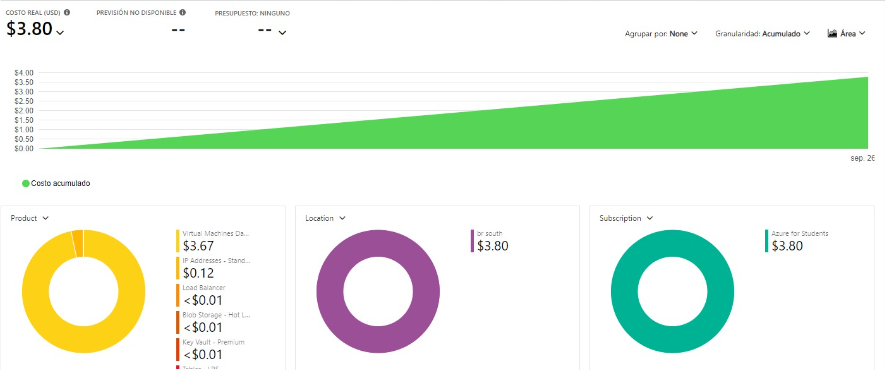 COSTO REAL (USD) PREVISIÓN NO DISPONIBLE PRESUPUESTO: NINGUNO
$3.80 -- --
Agrupar por: None Granularidad: Acumulado Área
$4.00
$3.50
$3.00
$2.50
$2.00
$1.50
$1.00
$0.50
$0.00
sep. 26
Costo acumulado
Product
Virtual Machines Da...
$3.67
IP Addresses - Stand...
$0.12
Load Balancer
<$0.01
Blob Storage - Hot L...
<$0.01
Key Vault - Premium
<$0.01
Location
br south
$3.80
Subscription
Azure for Students
$3.80